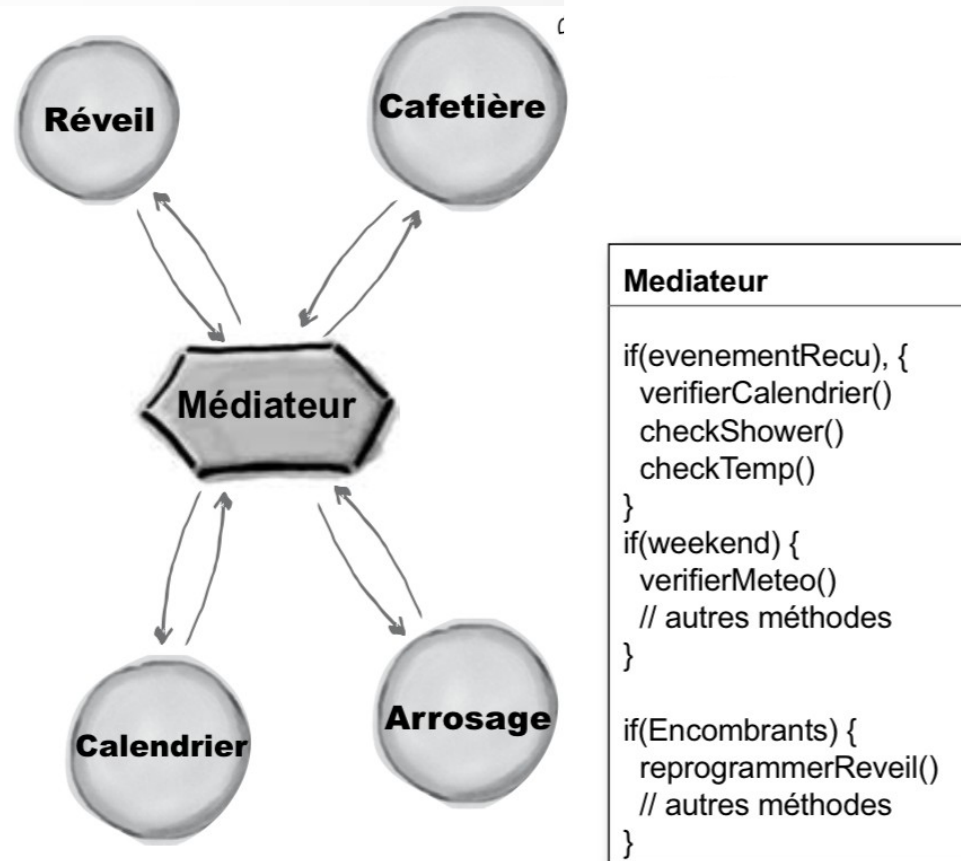 Réveil
Cafetière
Médiateur
Calendrier
Arrosage
Mediateur
if(evenementRecu), {
verifierCalendrier()
checkShower()
checkTemp()
}
if(weekend) {
verifierMeteo()
// autres méthodes
}
if(Encombrants) {
reprogrammerReveil()
// autres méthodes
}